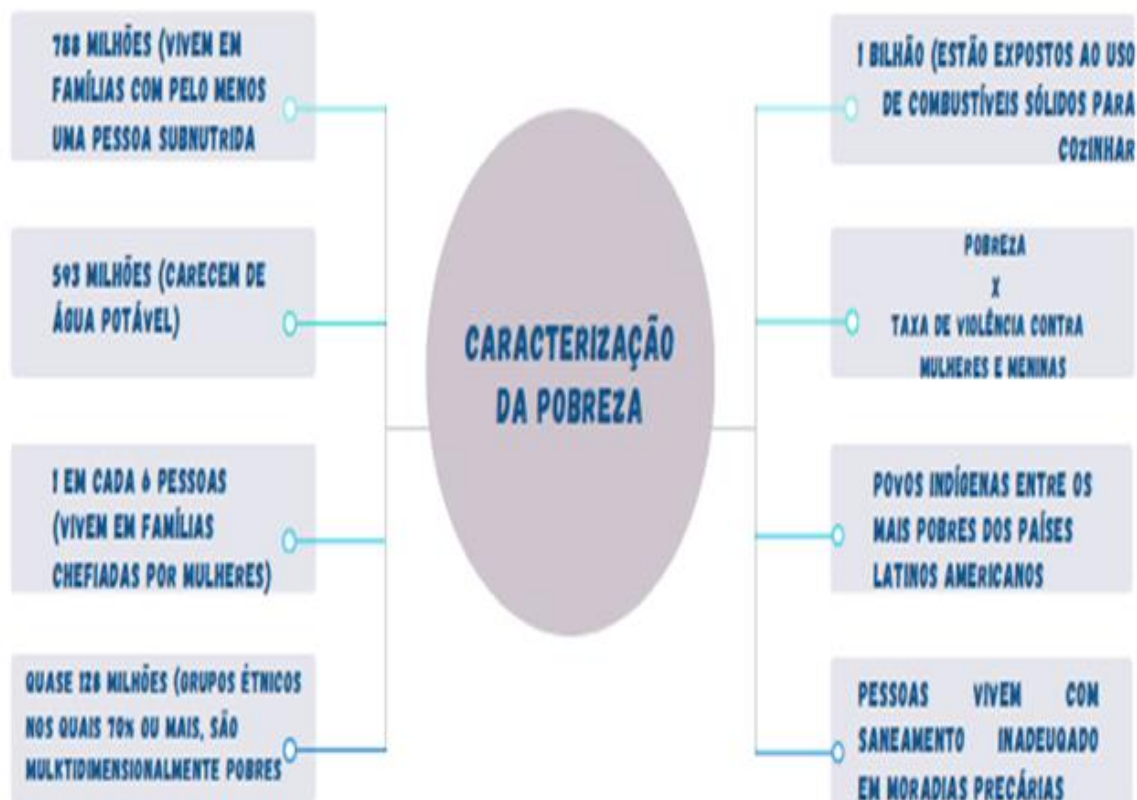 788 MILHÕES (VIVEM EM
FAMÍLIAS COM PELO MENOS
UMA PESSOA SUBNUTRIDA
593 MILHÕES (CARECEM DE
ÁGUA POTÁVEL)
1 EM CADA 6 PESSOAS
(VIVEM EM FAMÍLIAS
CHEFIADAS POR MULHERES)
QUASE 128 MILHÕES (GRUPOS ÉTNICOS
NOS QUAIS 70% OU MAIS, SÃO
MULKTIDIMENSIONALMENTE POBRES
CARACTERIZAÇÃO
DA POBREZA
1 BILHÃO (ESTÃO EXPOSTOS AO USO
DE COMBUSTÍVEIS SÓLIDOS PARA
COZINHAR
POBREZA
X
TAXA DE VIOLÊNCIA CONTRA
MULHERES E MENINAS
POVOS INDÍGENAS ENTRE OS
MAIS POBRES DOS PAÍSES
LATINOS AMERICANOS
PESSOAS VIVEM COM
SANEAMENTO INADEUQADO
EM MORADIAS PRECÁRIAS